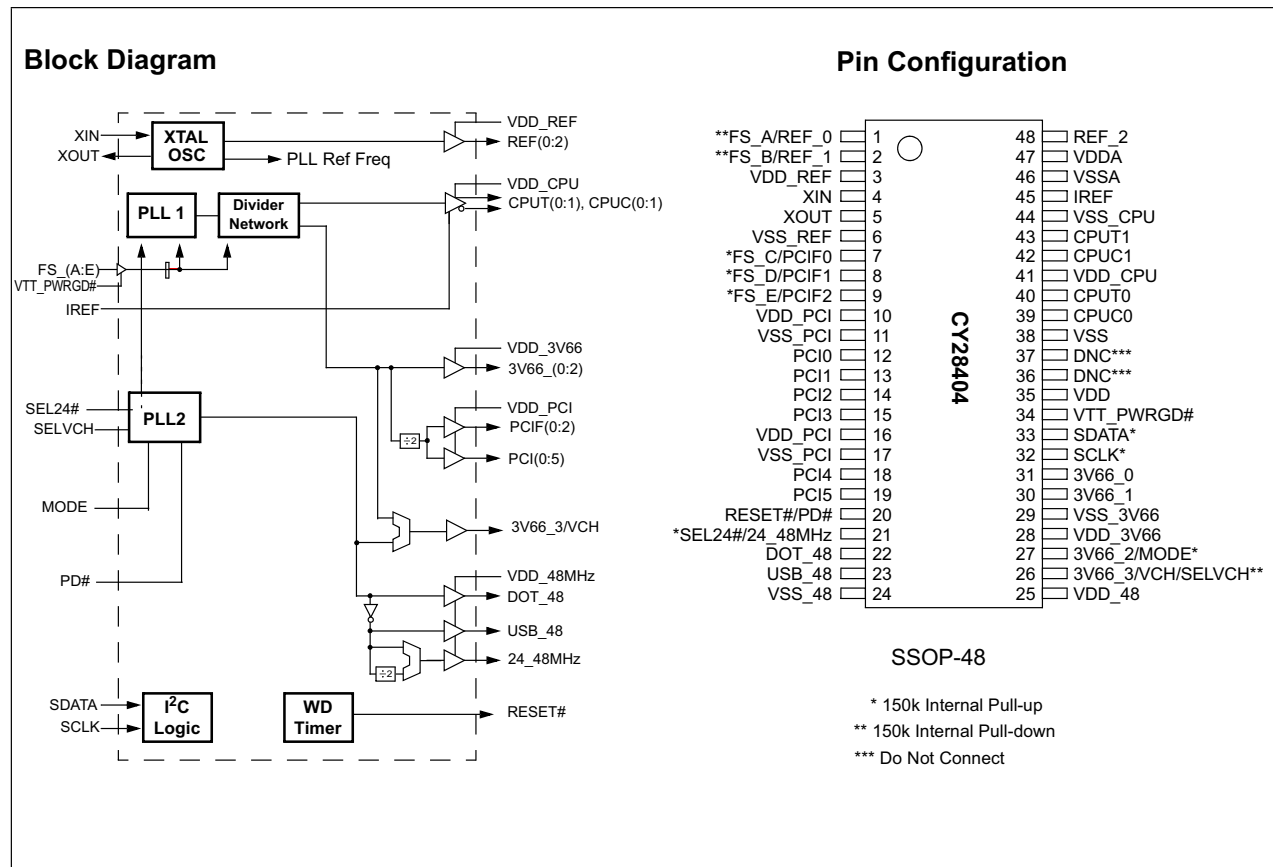 Block Diagram
XIN
XOUT
XTAL
OSC
VDD_REF
REF(0:2)
PLL Ref Freq
PLL 1
Divider
Network
VDD_CPU
CPUT(0:1), CPUC(0:1)
FS_(A:E)
VTT_PWRGD#
IREF
VDD_3V66
3V66_(0:2)
SEL24#
SELVCH
PLL2
VDD_PCI
PCIF(0:2)
÷2
PCI(0:5)
MODE
3V66_3/VCH
PD#
VDD_48MHz
DOT_48
USB_48
÷2
24_48MHz
SDATA
SCLK
I2C
Logic
WD
Timer
RESET#
Pin Configuration
**FS_A/REF_0 1
**FS_B/REF_1 2
VDD_REF 3
XIN 4
XOUT 5
VSS_REF 6
*FS_C/PCIF0 7
*FS_D/PCIF1 8
*FS_E/PCIF2 9
VDD_PCI 10
VSS_PCI 11
PCI0 12
PCI1 13
PCI2 14
PCI3 15
VDD_PCI 16
VSS_PCI 17
PCI4 18
PCI5 19
RESET#/PD# 20
*SEL24#/24_48MHz 21
DOT_48 22
USB_48 23
VSS_48 24
CY28404
48 REF_2
47 VDDA
46 VSSA
45 IREF
44 VSS_CPU
43 CPUT1
42 CPUC1
41 VDD_CPU
40 CPUT0
39 CPUC0
38 VSS
37 DNC***
36 DNC***
35 VDD
34 VTT_PWRGD#
33 SDATA*
32 SCLK*
31 3V66_0
30 3V66_1
29 VSS_3V66
28 VDD_3V66
27 3V66_2/MODE*
26 3V66_3/VCH/SELVCH**
25 VDD_48
SSOP-48
* 150k Internal Pull-up
** 150k Internal Pull-down
*** Do Not Connect